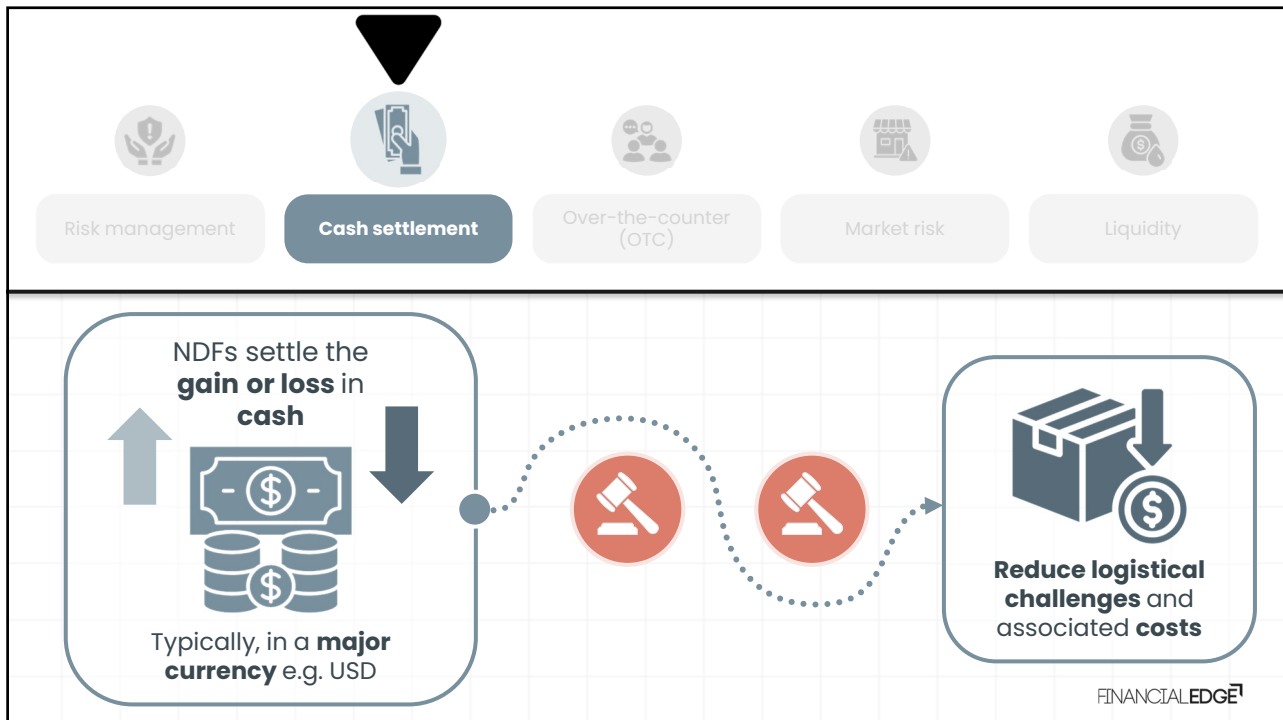 Risk management
Cash settlement
Over-the-counter
(OTC)
Market risk
Liquidity
NDFs settle the
gain or loss in
cash
Typically, in a major
currency e.g. USD
Reduce logistical
challenges and
associated costs
FINANCIALEDGE